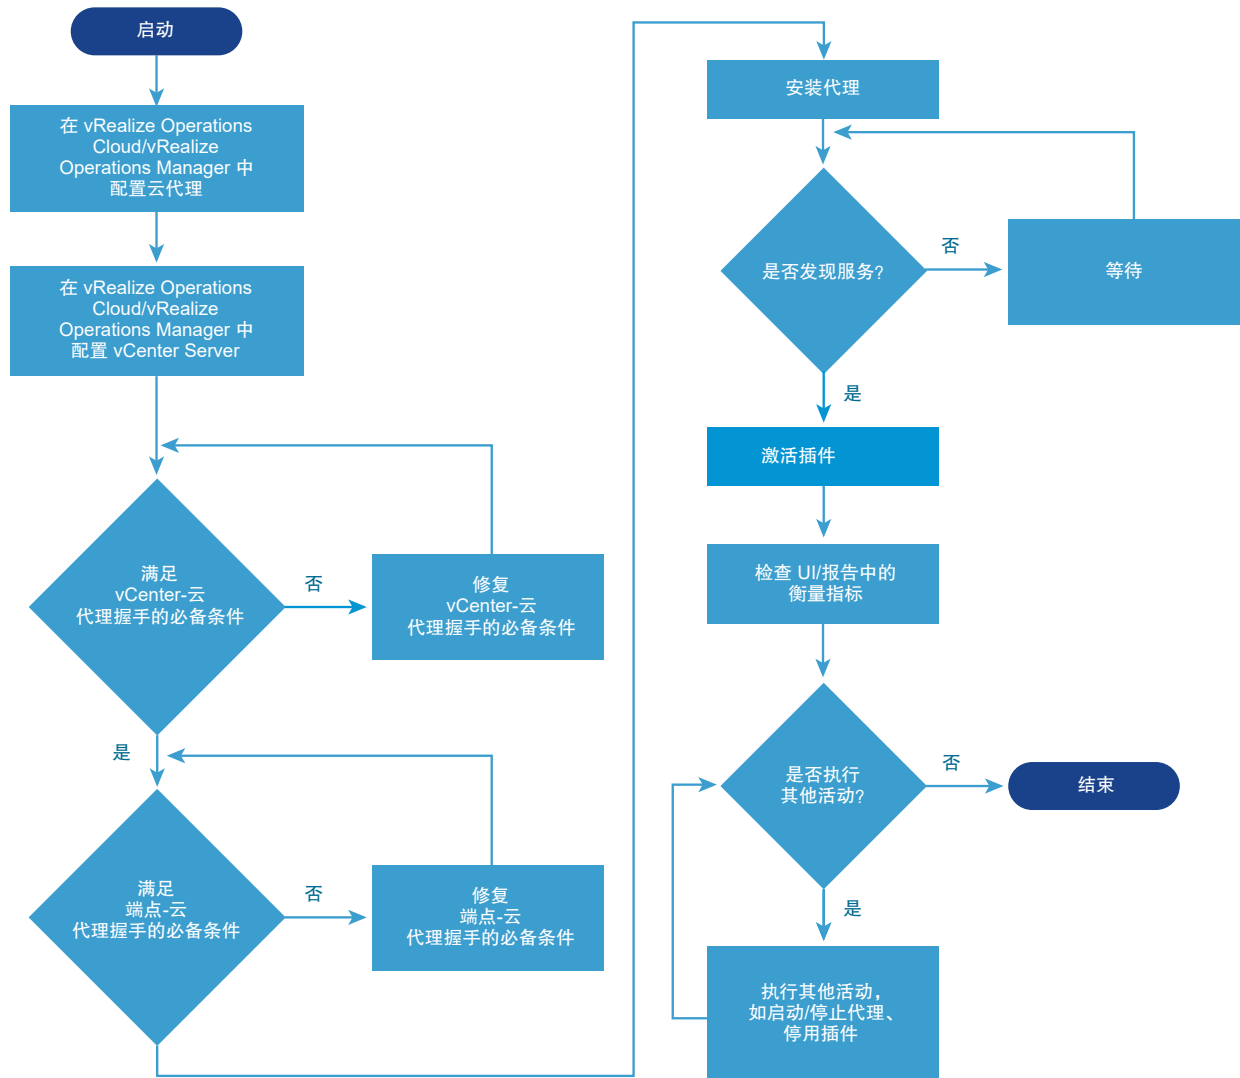 启动
在 vRealize Operations
Cloud/vRealize
Operations Manager 中
配置云代理
在 vRealize Operations
Cloud/vRealize
Operations Manager 中
配置 vCenter Server
满足
vCenter-云
代理握手的必备条件
否
修复
vCenter-云
代理握手的必备条件
是
满足
端点-云
代理握手的必备条件
否
修复
端点-云
代理握手的必备条件
安装代理
是否发现服务?
否
等待
是
激活插件
检查 UI/报告中的
衡量指标
是否执行
其他活动?
否
结束
是
执行其他活动，
如启动/停止代理、
停用插件